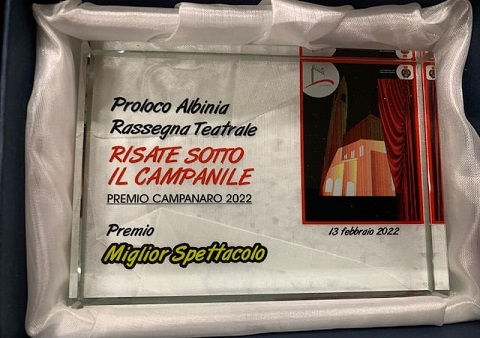 Proloco Albinia
Rassegna Teatrale
RISATE SOTTO
IL CAMPANILE
PREMIO CAMPANARO 2022
Premio
Miglior Spettacolo
13 febbraio 2022